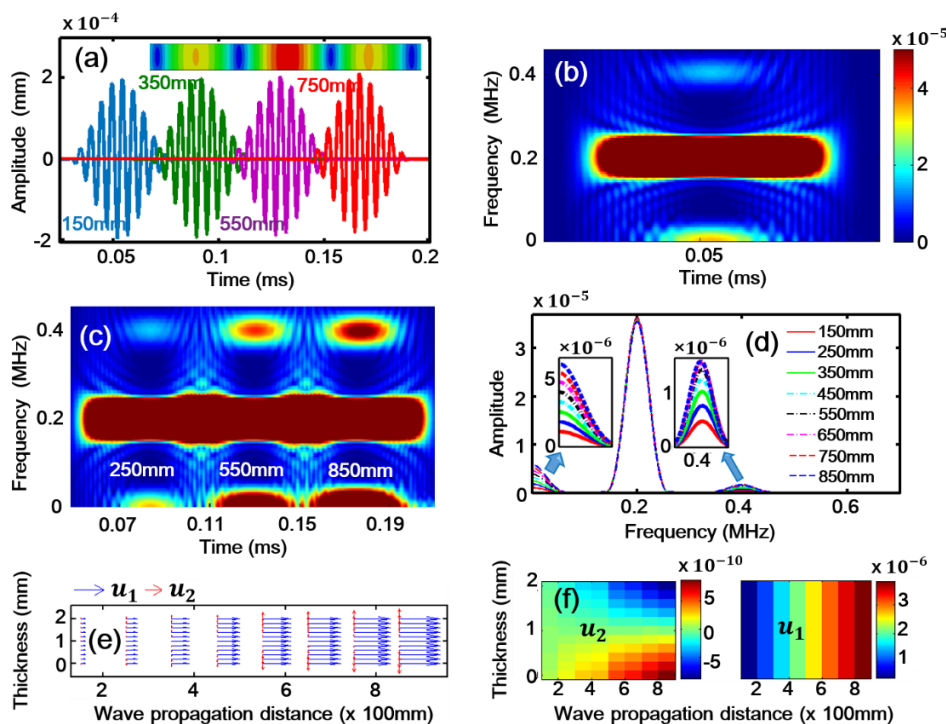 x 10⁻⁴
(a)
350mm
750mm
150mm
550mm
2
0
-2
Amplitude (mm)
0.05
0.1
0.15
0.2
Time (ms)
(b)
x 10⁻⁵
0.4
0.2
0
Frequency (MHz)
0.05
Time (ms)
4
3
2
1
0
(c)
0.4
0.2
0
Frequency (MHz)
250mm
550mm
850mm
0.07
0.11
0.15
0.19
Time (ms)
x 10⁻⁵
(d)
3
2
1
0
Amplitude
x 10⁻⁶
5
0
x 10⁻⁶
1
0
0.4
150mm
250mm
350mm
450mm
550mm
650mm
750mm
850mm
0
0.2
0.4
0.6
Frequency (MHz)
u₁
u₂
(e)
2
1
0
Thickness (mm)
2
4
6
8
Wave propagation distance (x 100mm)
x 10⁻¹⁰
x 10⁻⁶
(f)
u₂
u₁
2
1
0
Thickness (mm)
5
0
-5
3
2
1
2
4
6
8
2
4
6
8
Wave propagation distance (x 100mm)